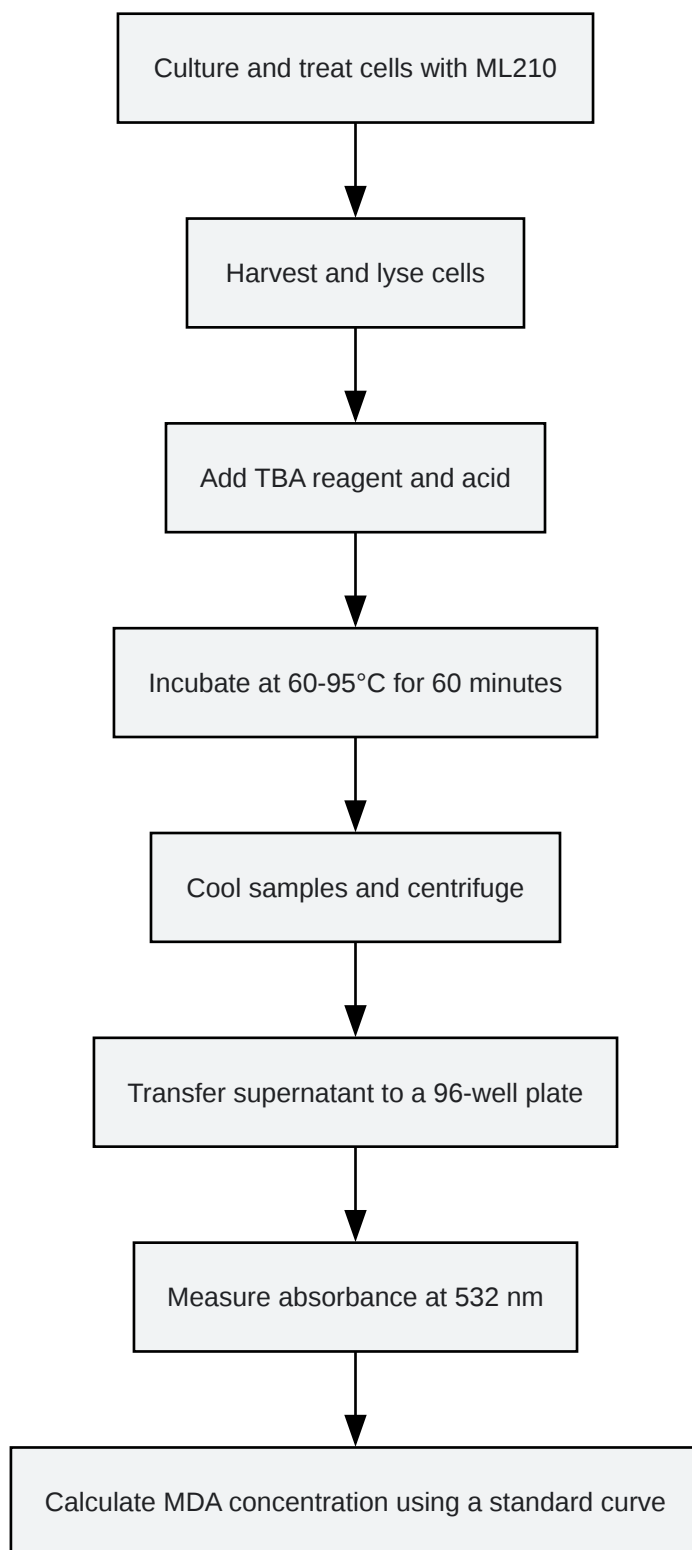 Culture and treat cells with ML210
Harvest and lyse cells
Add TBA reagent and acid
Incubate at 60-95°C for 60 minutes
Cool samples and centrifuge
Transfer supernatant to a 96-well plate
Measure absorbance at 532 nm
Calculate MDA concentration using a standard curve